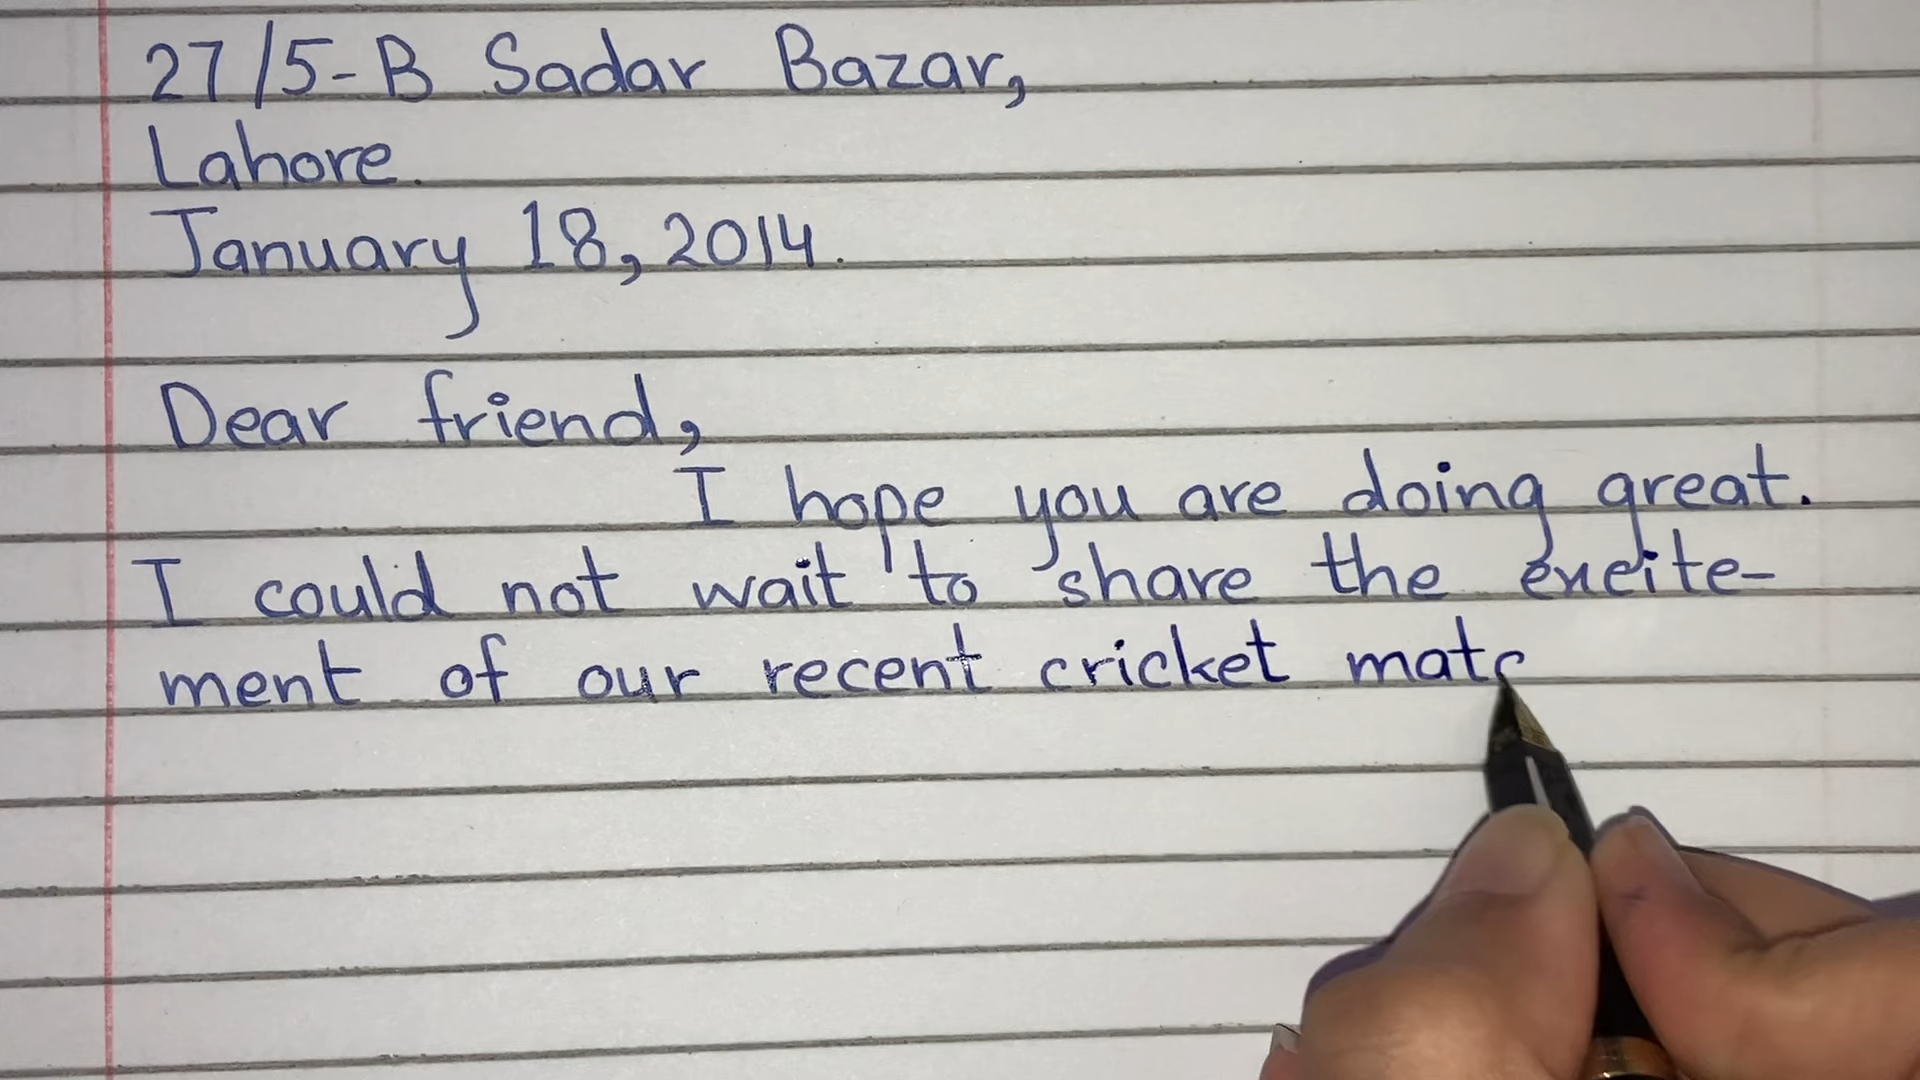 27/5-B Sadar Bazar,
Lahore.
January 18, 2014.
Dear friend,
I hope you are doing great.
I could not wait to share the excite-
ment of our recent cricket matc